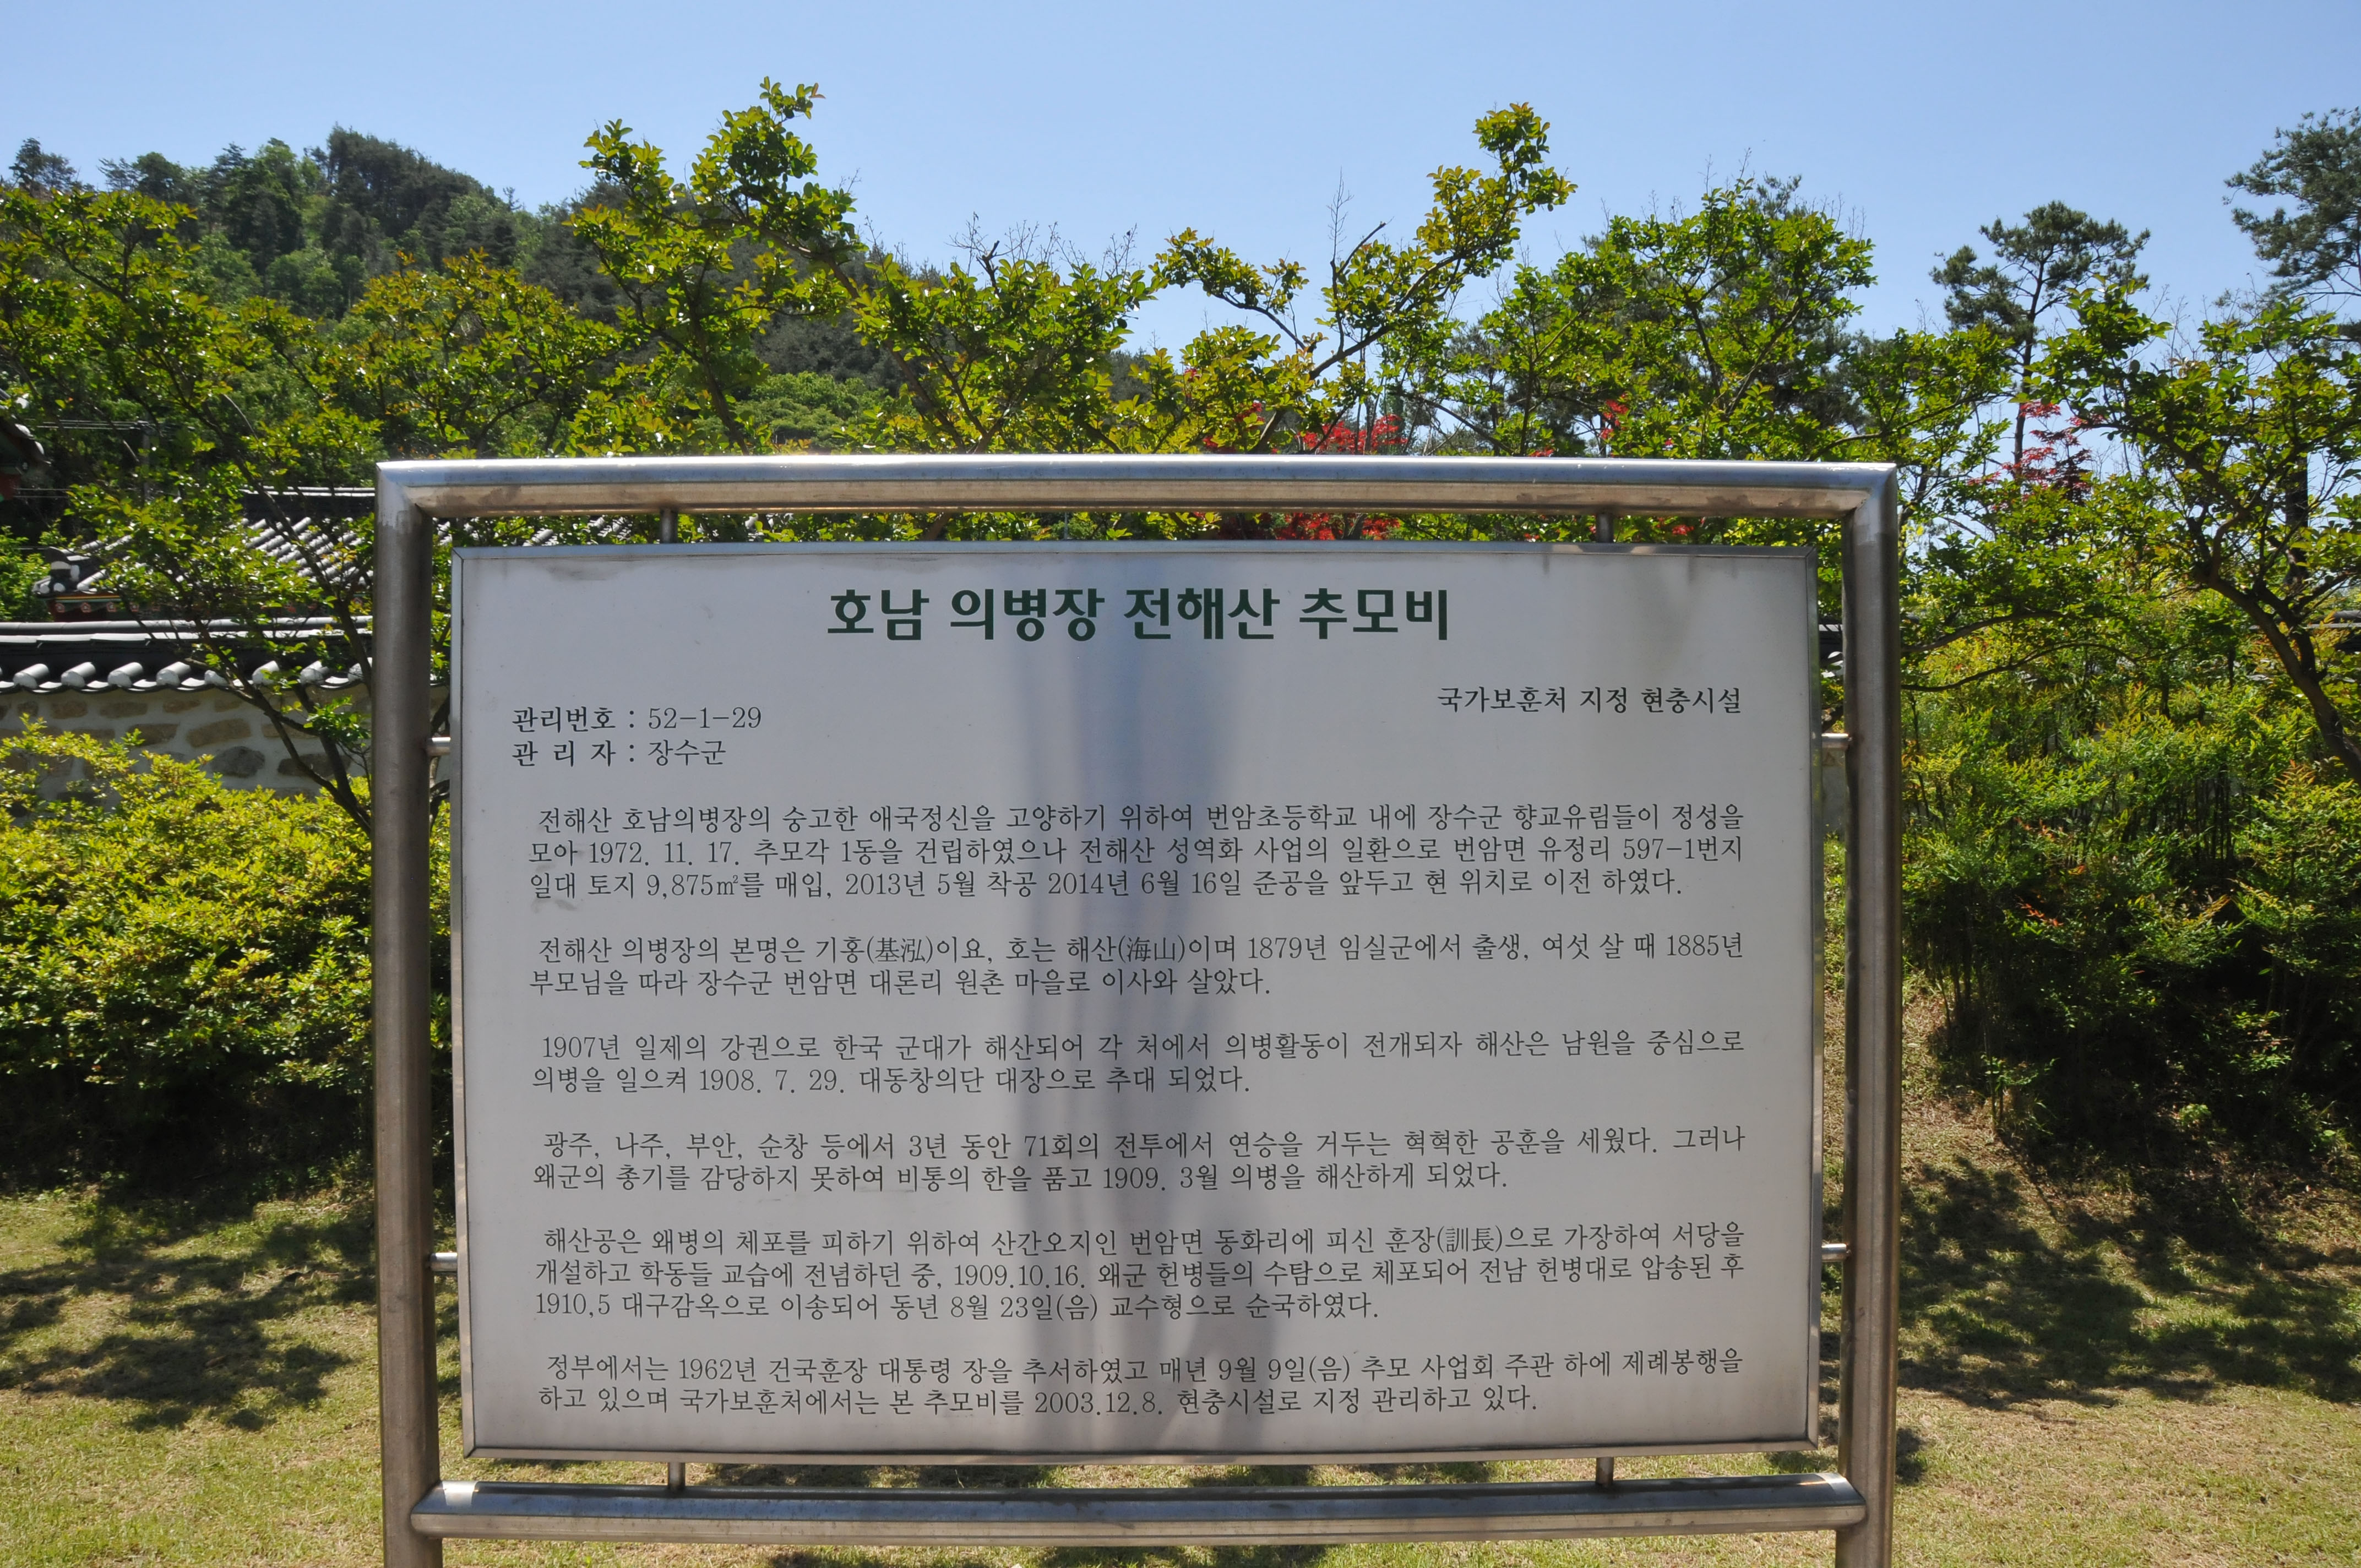 호남 의병장 전해산 추모비
국가보훈처 지정 현충시설
관리번호 : 52-1-29
관 리 자 : 장수군
전해산 호남의병장의 숭고한 애국정신을 고양하기 위하여 번암초등학교 내에 장수군 향교유림들이 정성을
모아 1972. 11. 17. 추모각 1동을 건립하였으나 전해산 성역화 사업의 일환으로 번암면 유정리 597-1번지
일대 토지 9,875㎡를 매입, 2013년 5월 착공 2014년 6월 16일 준공을 앞두고 현 위치로 이전 하였다.
전해산 의병장의 본명은 기홍(基泓)이요, 호는 해산(海山)이며 1879년 임실군에서 출생, 여섯 살 때 1885년
부모님을 따라 장수군 번암면 대론리 원촌 마을로 이사와 살았다.
1907년 일제의 강권으로 한국 군대가 해산되어 각 처에서 의병활동이 전개되자 해산은 남원을 중심으로
의병을 일으켜 1908. 7. 29. 대동창의단 대장으로 추대 되었다.
광주, 나주, 부안, 순창 등에서 3년 동안 71회의 전투에서 연승을 거두는 혁혁한 공훈을 세웠다. 그러나
왜군의 총기를 감당하지 못하여 비통의 한을 품고 1909. 3월 의병을 해산하게 되었다.
해산공은 왜병의 체포를 피하기 위하여 산간오지인 번암면 동화리에 피신 훈장(訓長)으로 가장하여 서당을
개설하고 학동들 교습에 전념하던 중, 1909.10.16. 왜군 헌병들의 수탐으로 체포되어 전남 헌병대로 압송된 후
1910,5 대구감옥으로 이송되어 동년 8월 23일(음) 교수형으로 순국하였다.
정부에서는 1962년 건국훈장 대통령 장을 추서하였고 매년 9월 9일(음) 추모 사업회 주관 하에 제례봉행을
하고 있으며 국가보훈처에서는 본 추모비를 2003.12.8. 현충시설로 지정 관리하고 있다.